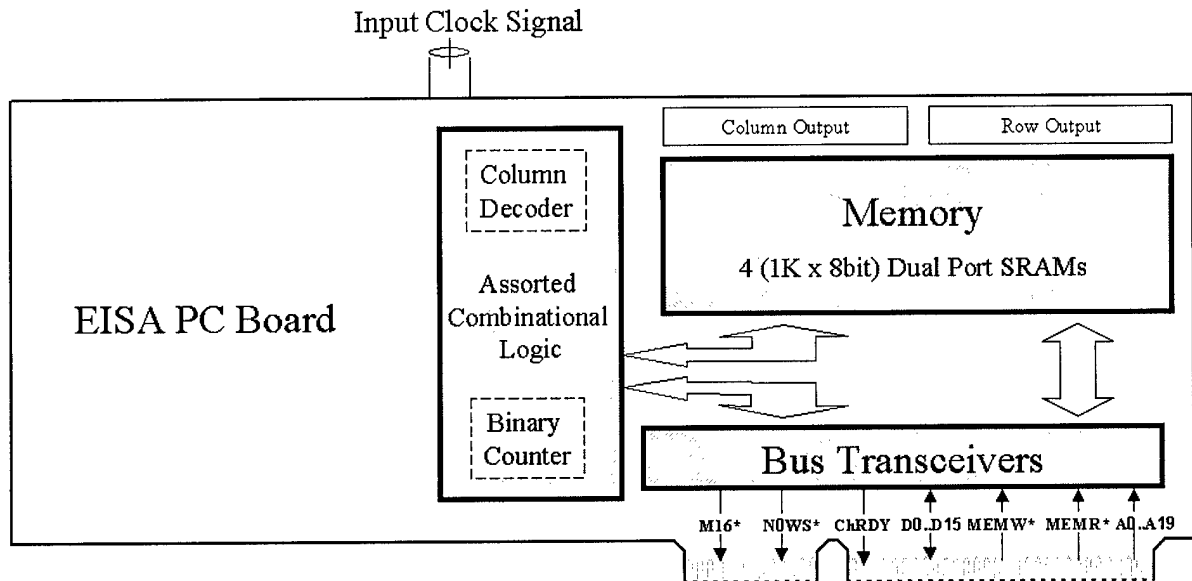 Input Clock Signal
Column Output
Row Output
Column
Decoder
Memory
4 (1K x 8bit) Dual Port SRAMs
Assorted
Combinational
Logic
EISA PC Board
Binary
Counter
Bus Transceivers
M16* N0WS* ChRDY D0..D15 MEMW* MEMR* A0..A19